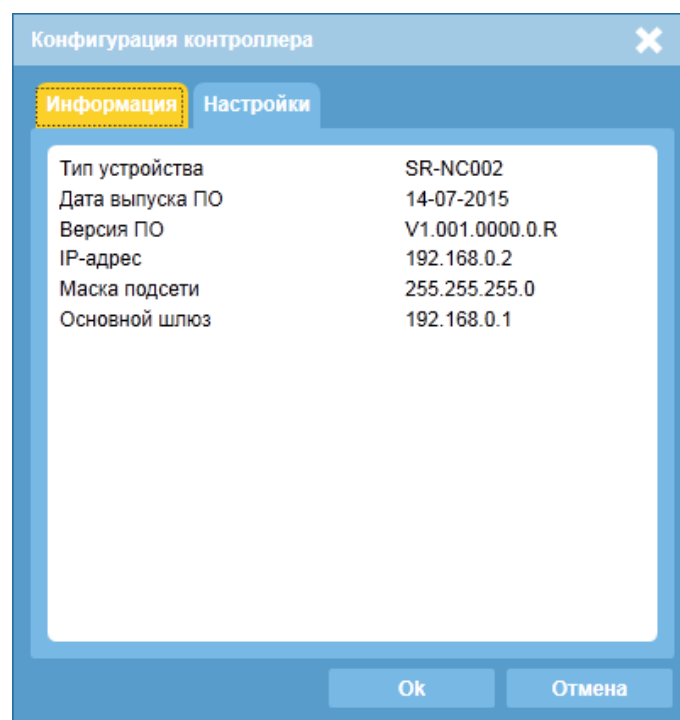 Конфигурация контроллера
Информация Настройки
Тип устройства SR-NC002
Дата выпуска ПО 14-07-2015
Версия ПО V1.001.0000.0.R
IP-адрес 192.168.0.2
Маска подсети 255.255.255.0
Основной шлюз 192.168.0.1
Ok Отмена